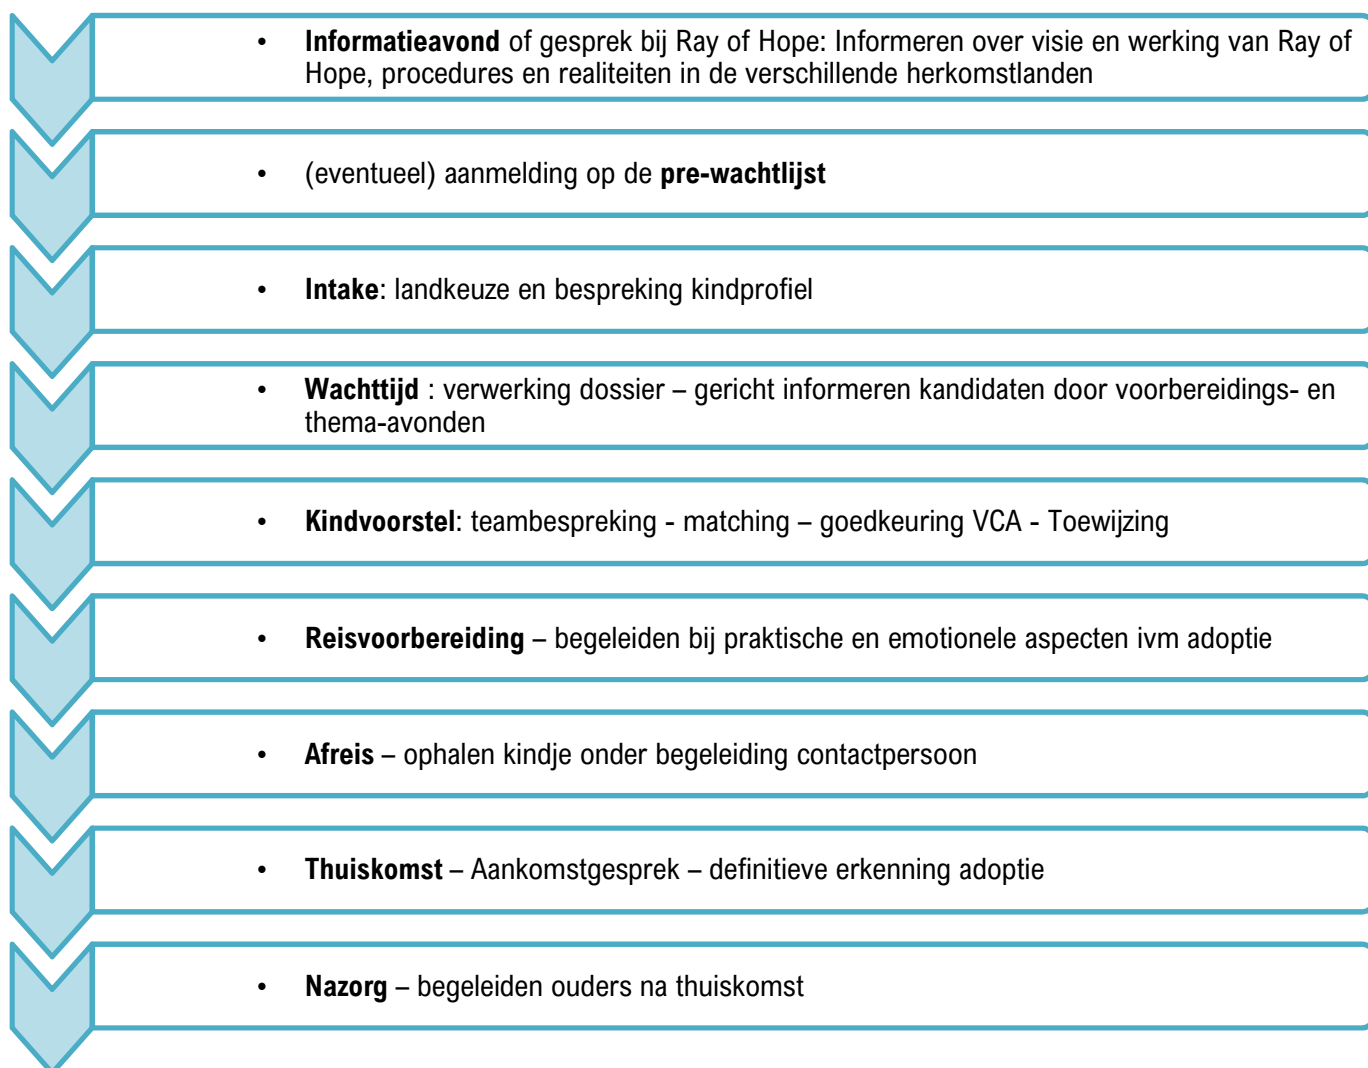 • Informatieavond of gesprek bij Ray of Hope: Informeren over visie en werking van Ray of
Hope, procedures en realiteiten in de verschillende herkomstlanden
• (eventueel) aanmelding op de pre-wachtlijst
• Intake: landkeuze en bespreking kindprofiel
• Wachttijd : verwerking dossier – gericht informeren kandidaten door voorbereidings- en
thema-avonden
• Kindvoorstel: teambespreking - matching – goedkeuring VCA - Toewijzing
• Reisvoorbereiding – begeleiden bij praktische en emotionele aspecten ivm adoptie
• Afreis – ophalen kindje onder begeleiding contactpersoon
• Thuiskomst – Aankomstgesprek – definitieve erkenning adoptie
• Nazorg – begeleiden ouders na thuiskomst